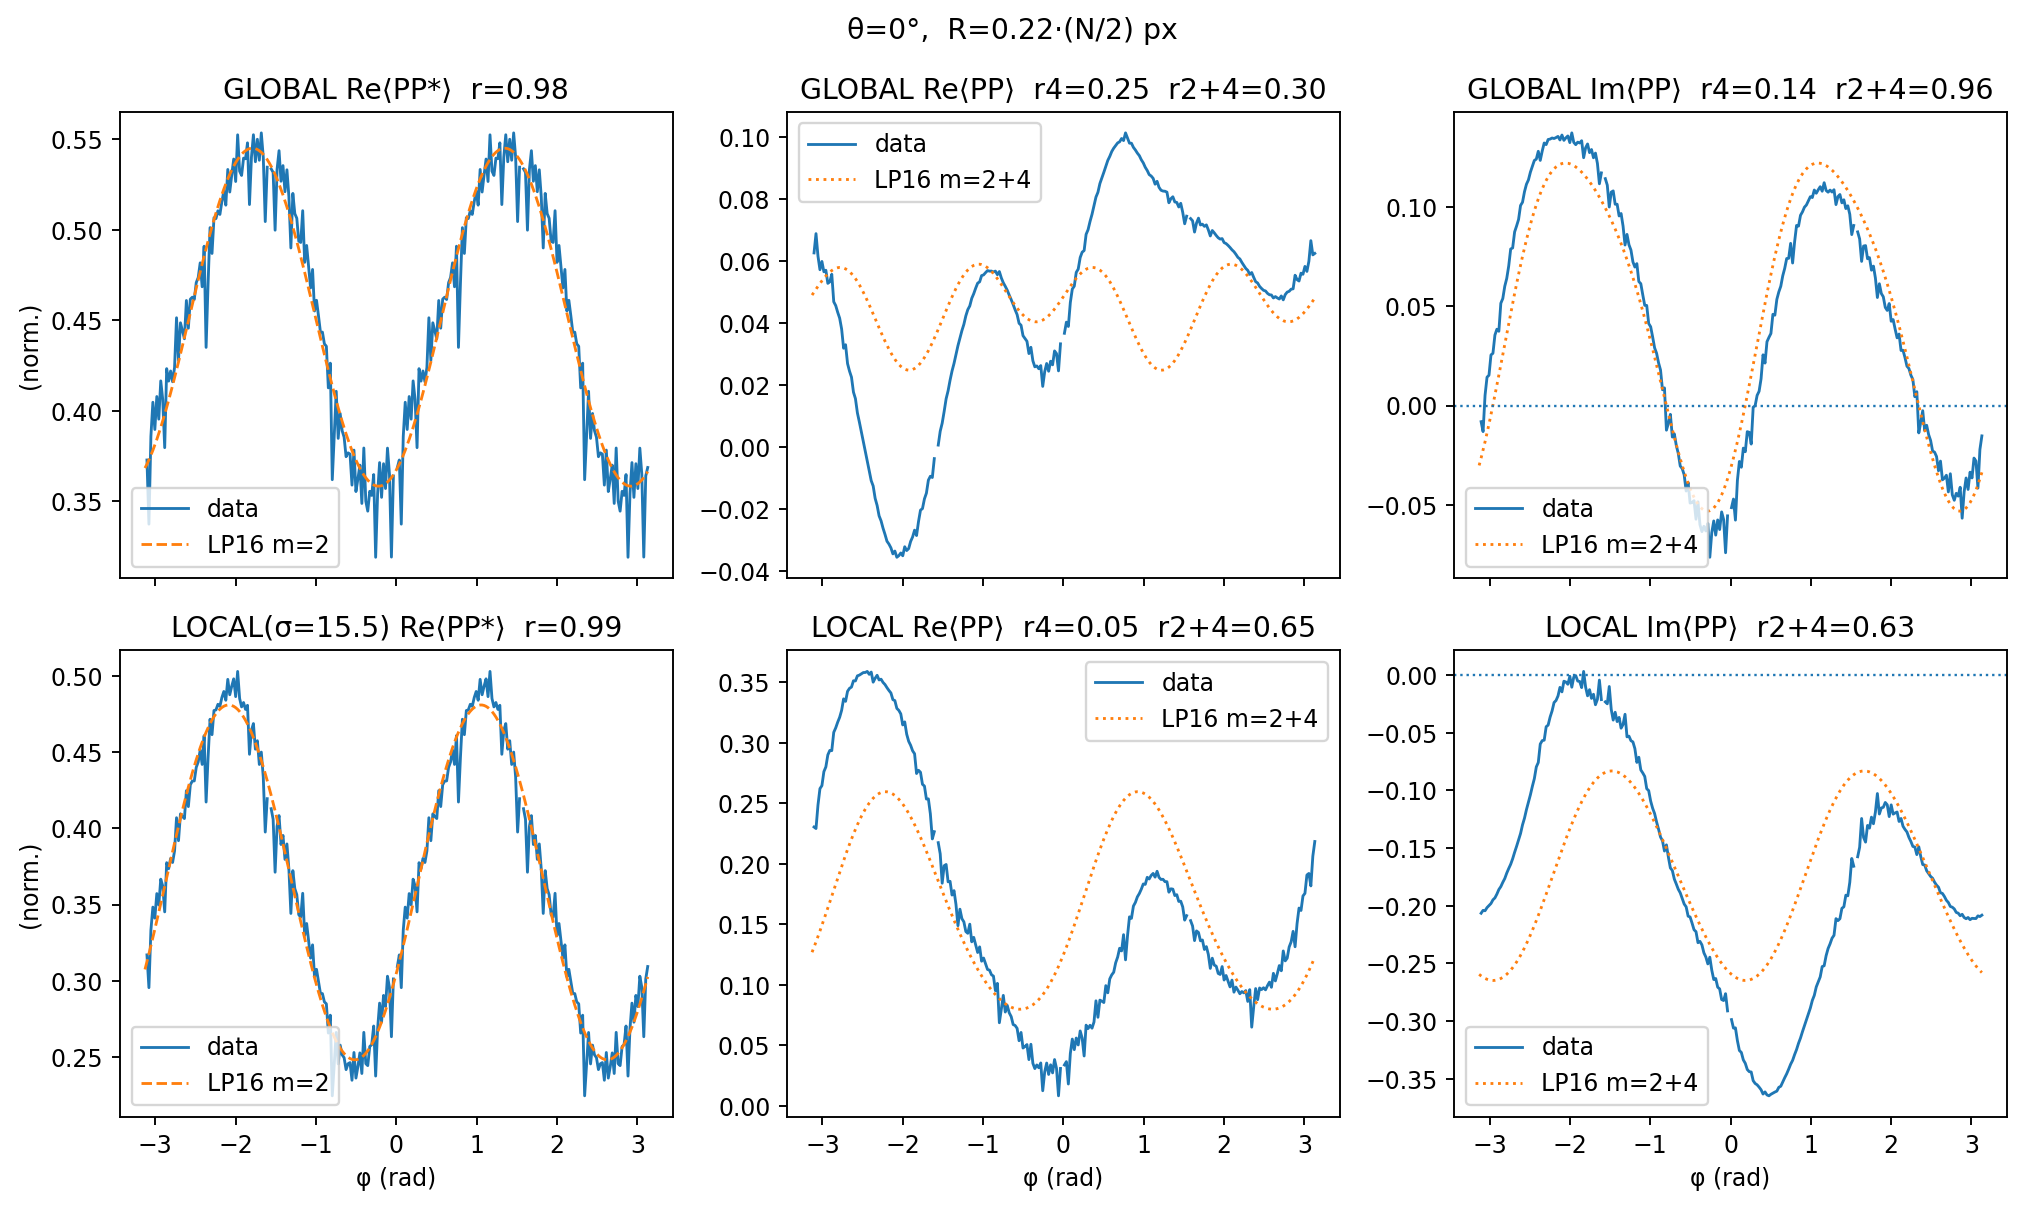 θ=0°,  R=0.22·(N/2) px
GLOBAL Re⟨PP*⟩  r=0.98
GLOBAL Re⟨PP⟩  r4=0.25  r2+4=0.30
GLOBAL Im⟨PP⟩  r4=0.14  r2+4=0.96
(norm.)
0.55
0.50
0.45
0.40
0.35
data
LP16 m=2
0.10
0.08
0.06
0.04
0.02
0.00
−0.02
−0.04
data
LP16 m=2+4
0.10
0.05
0.00
−0.05
data
LP16 m=2+4
LOCAL(σ=15.5) Re⟨PP*⟩  r=0.99
LOCAL Re⟨PP⟩  r4=0.05  r2+4=0.65
LOCAL Im⟨PP⟩  r2+4=0.63
(norm.)
0.50
0.45
0.40
0.35
0.30
0.25
data
LP16 m=2
−3 −2 −1 0 1 2 3
φ (rad)
0.35
0.30
0.25
0.20
0.15
0.10
0.05
0.00
data
LP16 m=2+4
−3 −2 −1 0 1 2 3
φ (rad)
0.00
−0.05
−0.10
−0.15
−0.20
−0.25
−0.30
−0.35
data
LP16 m=2+4
−3 −2 −1 0 1 2 3
φ (rad)